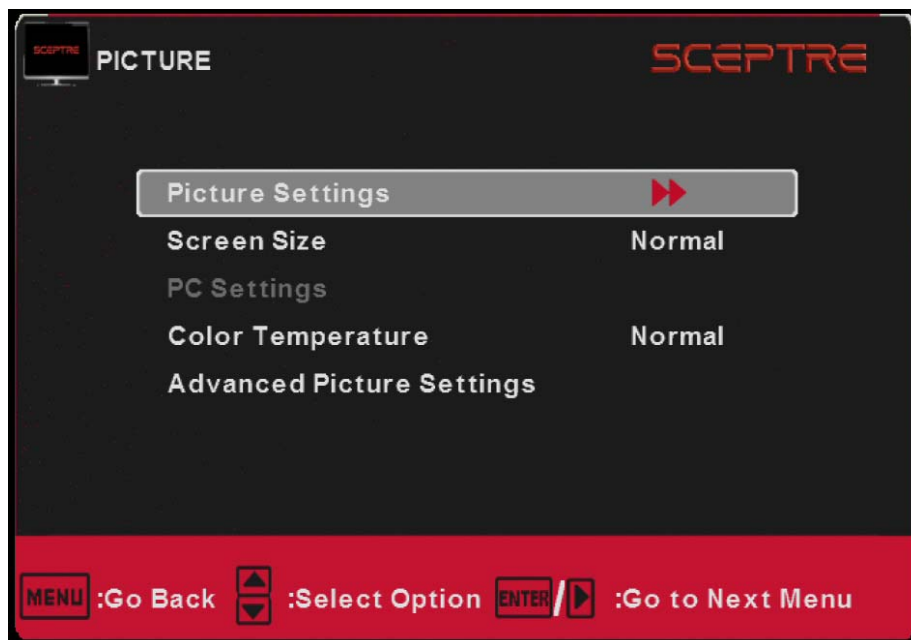 SCEPTRE
PICTURE
SCEPTRE
Picture Settings
Screen Size Normal
PC Settings
Color Temperature Normal
Advanced Picture Settings
MENU :Go Back :Select Option ENTER/ :Go to Next Menu